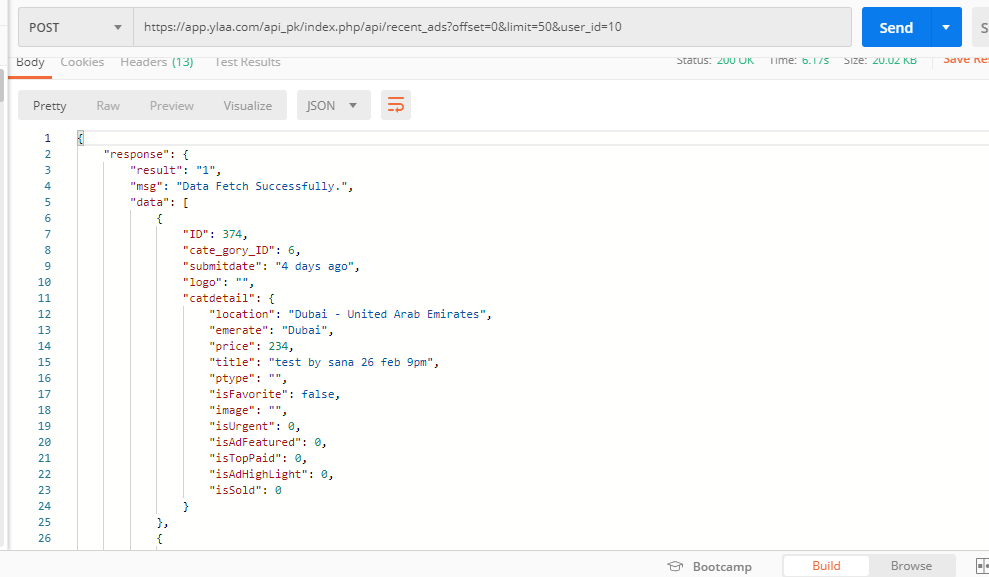 POST https://app.ylaa.com/api_pk/index.php/api/recent_ads?offset=0&limit=50&user_id=10 Send S
Body Cookies Headers (13) Test Results Status: 200 OK Time: 6.17s Size: 20.02 KB Save Res
Pretty Raw Preview Visualize JSON
1 {
2 "response": {
3 "result": "1",
4 "msg": "Data Fetch Successfully.",
5 "data": [
6 {
7 "ID": 374,
8 "cate_gory_ID": 6,
9 "submitdate": "4 days ago",
10 "logo": "",
11 "catdetail": {
12 "location": "Dubai - United Arab Emirates",
13 "emerate": "Dubai",
14 "price": 234,
15 "title": "test by sana 26 feb 9pm",
16 "ptype": "",
17 "isFavorite": false,
18 "image": "",
19 "isUrgent": 0,
20 "isAdFeatured": 0,
21 "isTopPaid": 0,
22 "isAdHighLight": 0,
23 "isSold": 0
24 }
25 },
26 {
Bootcamp Build Browse